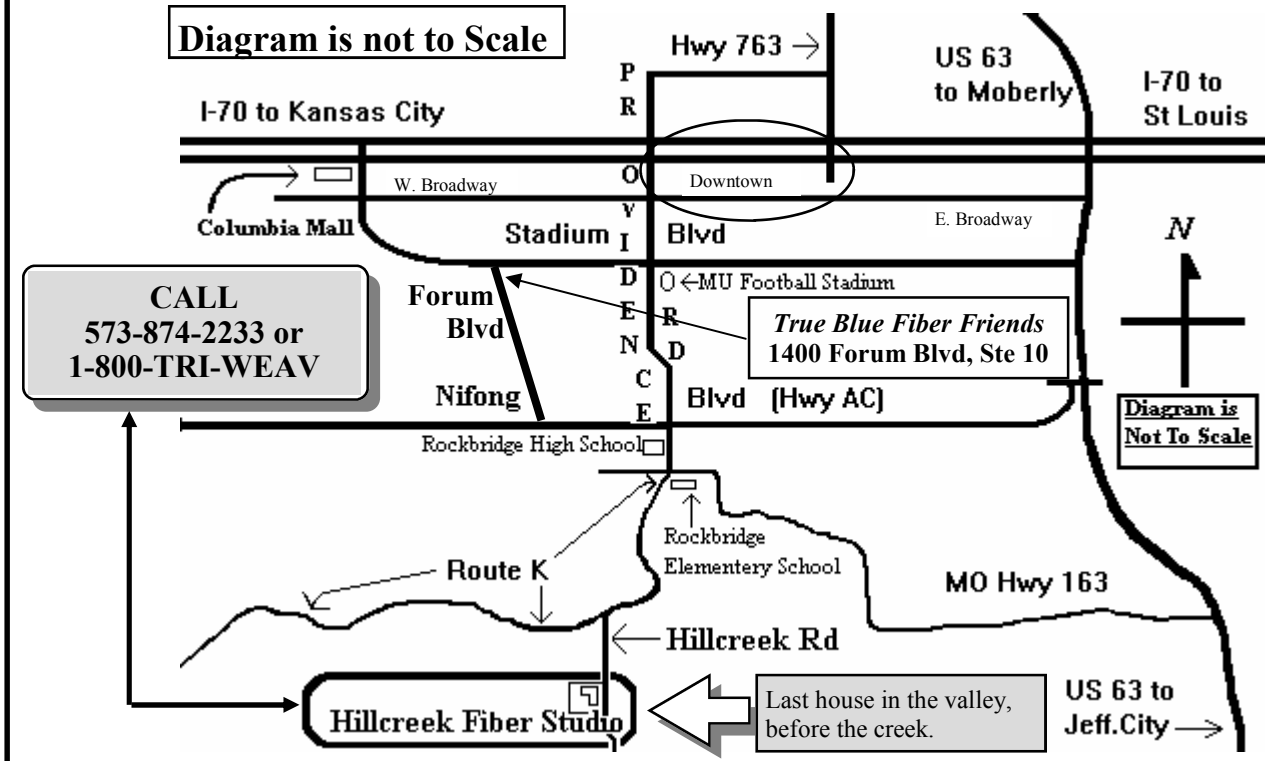 Diagram is not to Scale
Hwy 763
US 63
to Moberly
I-70 to
St Louis
I-70 to Kansas City
PROVIDENCE
RD
W. Broadway
Downtown
E. Broadway
Columbia Mall
Stadium
Blvd
N
MU Football Stadium
CALL
573-874-2233 or
1-800-TRI-WEAV
Forum
Blvd
True Blue Fiber Friends
1400 Forum Blvd, Ste 10
Nifong
Blvd (Hwy AC)
Diagram is
Not To Scale
Rockbridge High School
Rockbridge
Elementery School
Route K
MO Hwy 163
Hillcreek Rd
Hillcreek Fiber Studio
Last house in the valley,
before the creek.
US 63 to
Jeff.City